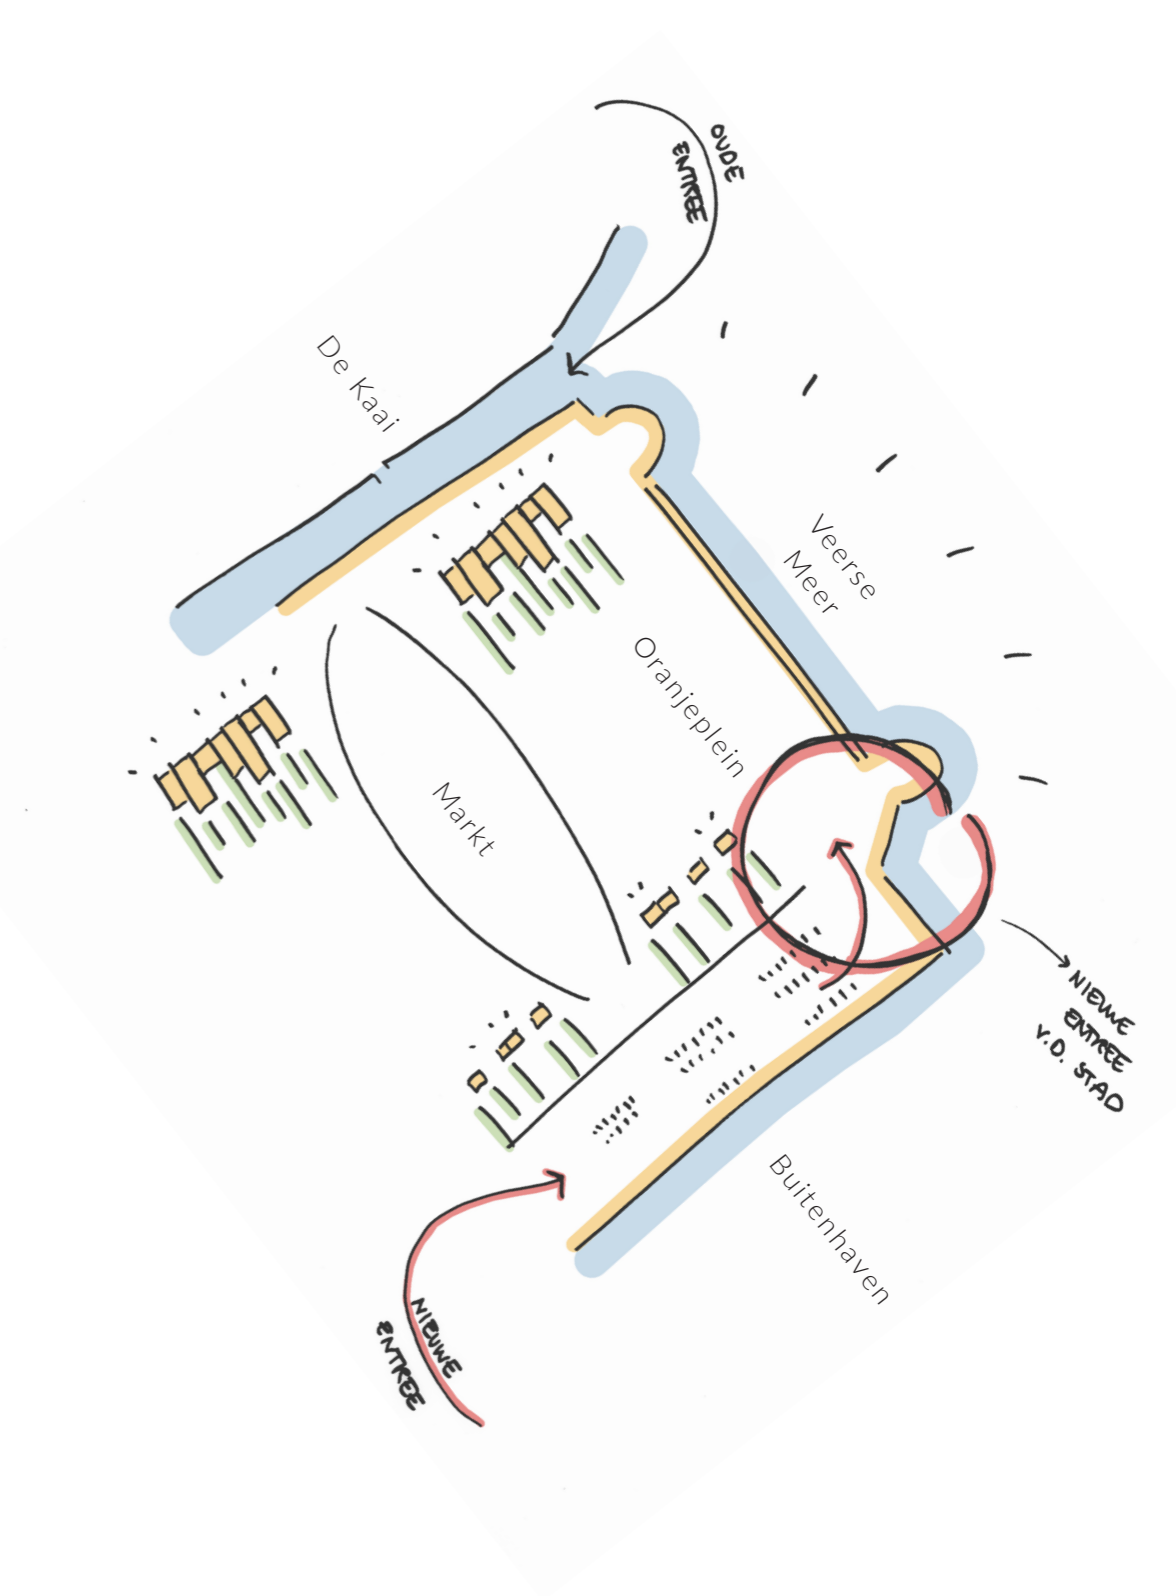 OUDE
ENTREE
De Kaai
Veerse
Meer
Oranjeplein
Markt
NIEUWE
ENTREE
V.D. STAD
Buitenhaven
NIEUWE
ENTREE